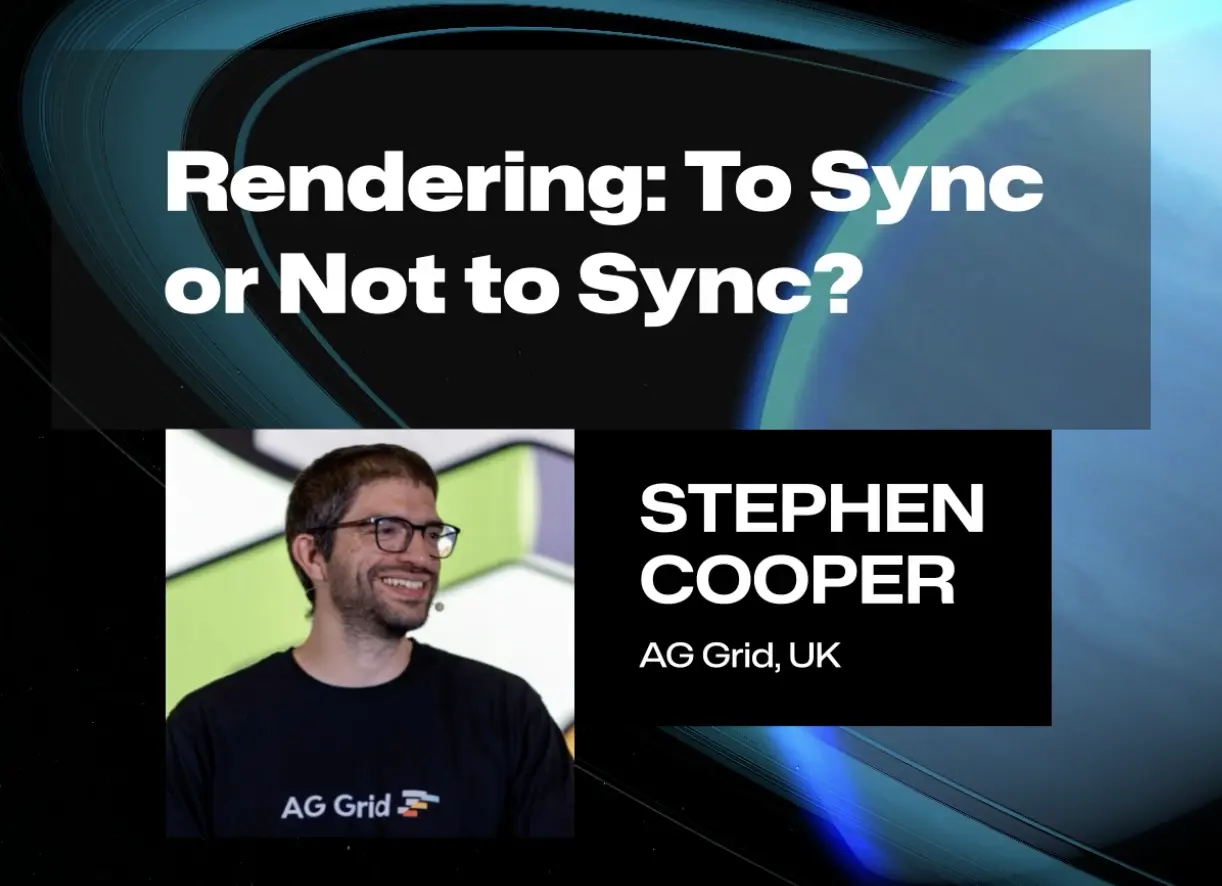 Rendering: To Sync
or Not to Sync?
STEPHEN
COOPER
AG Grid, UK
AG Grid